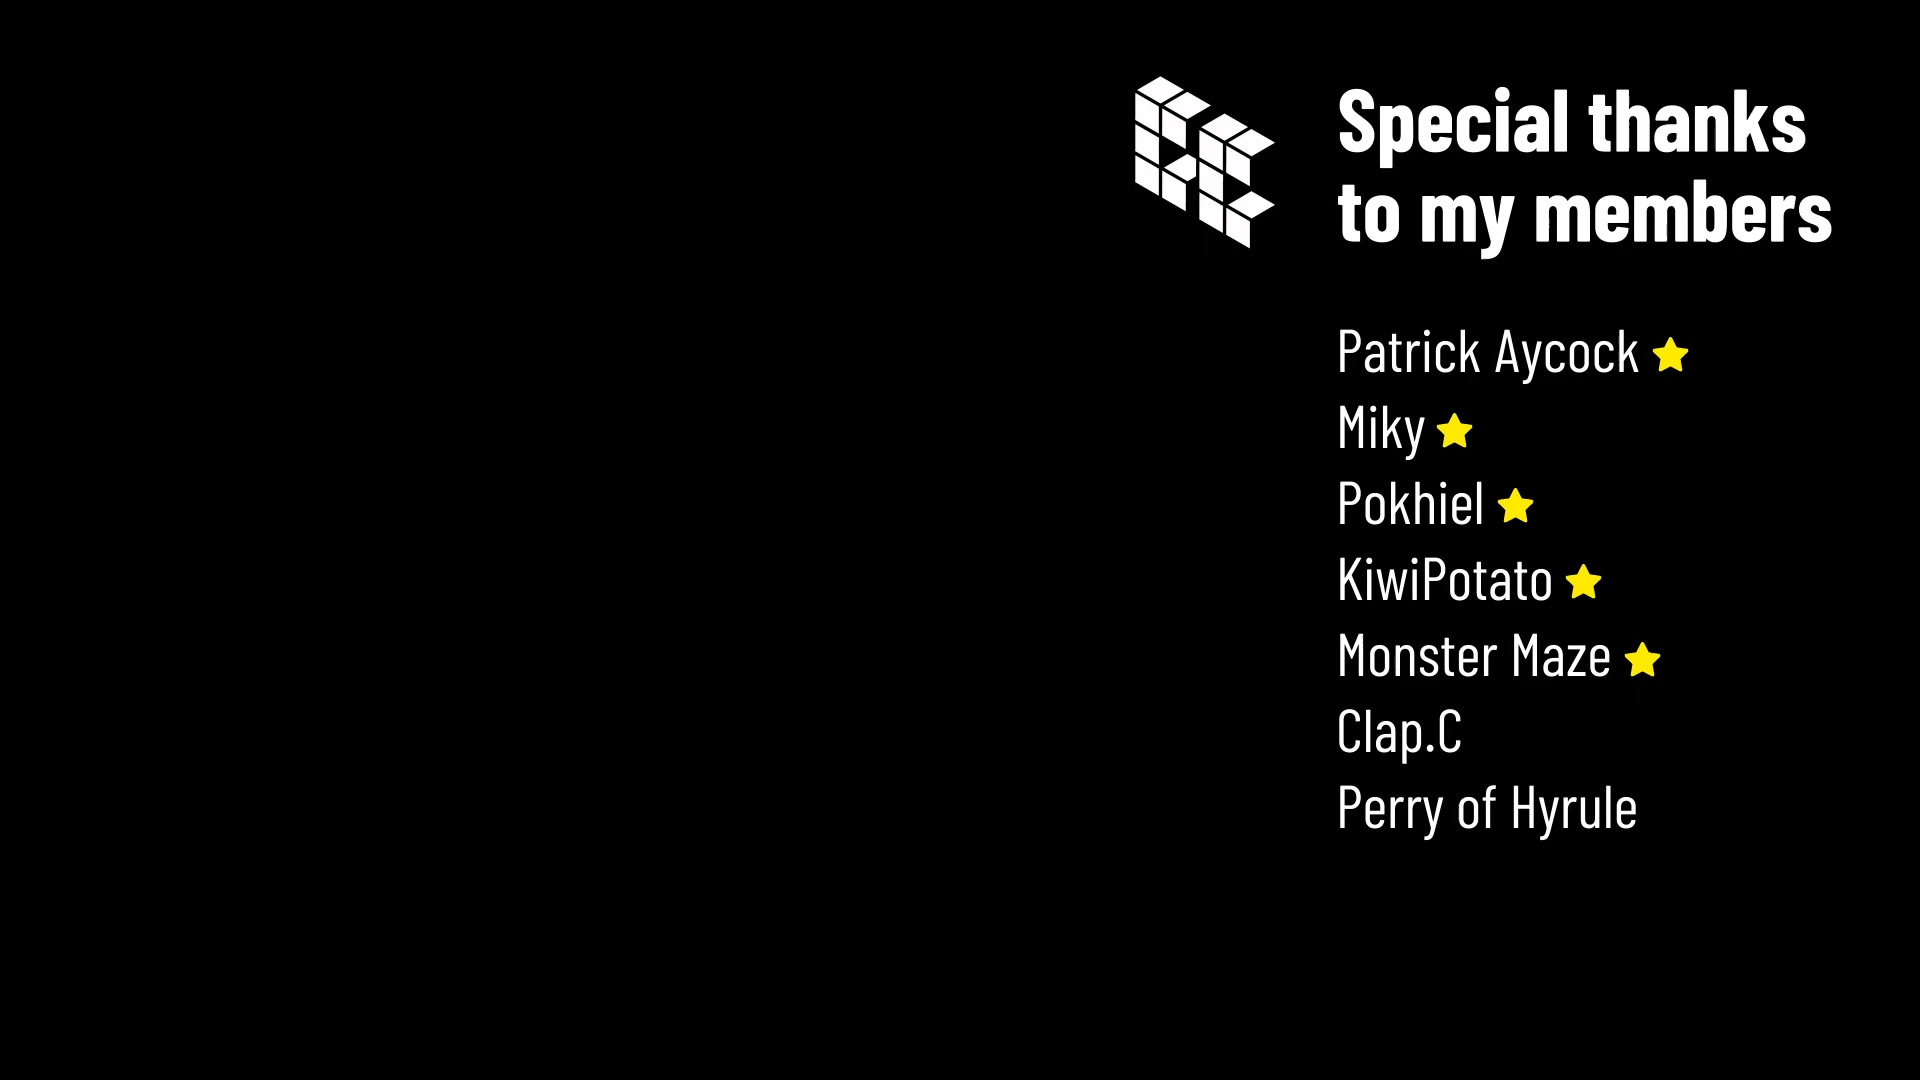 Special thanks
to my members
Patrick Aycock
Miky
Pokhiel
KiwiPotato
Monster Maze
Clap.C
Perry of Hyrule